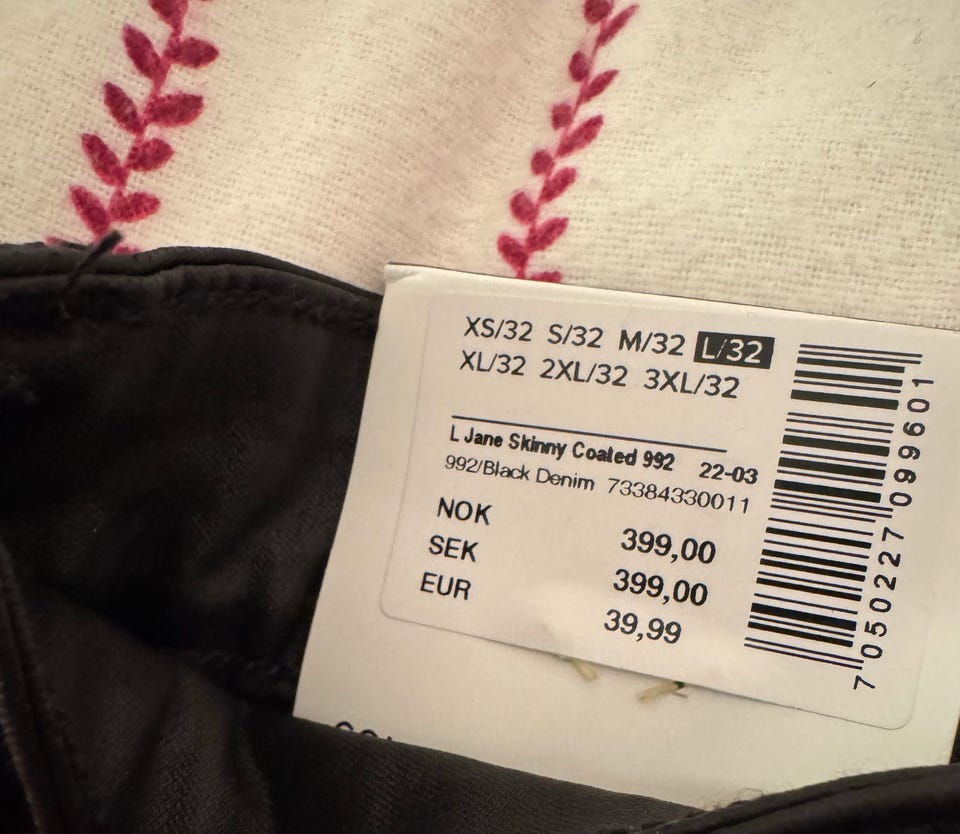 XS/32 S/32 M/32 L/32
XL/32 2XL/32 3XL/32
L Jane Skinny Coated 992 22-03
992/Black Denim 73384330011
NOK 399,00
SEK 399,00
EUR 39,99
7050227099601